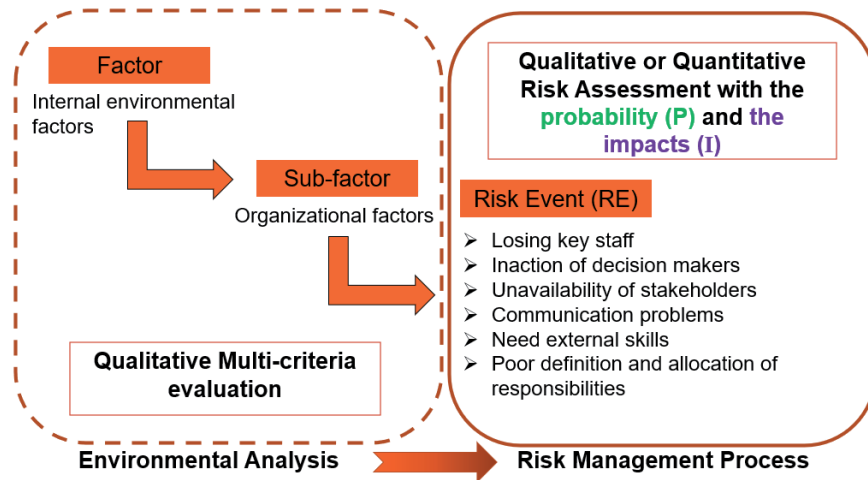 Factor
Internal environmental
factors
Sub-factor
Organizational factors
Qualitative Multi-criteria
evaluation
Environmental Analysis
Qualitative or Quantitative
Risk Assessment with the
probability (P) and the
impacts (I)
Risk Event (RE)
➢ Losing key staff
➢ Inaction of decision makers
➢ Unavailability of stakeholders
➢ Communication problems
➢ Need external skills
➢ Poor definition and allocation of
responsibilities
Risk Management Process